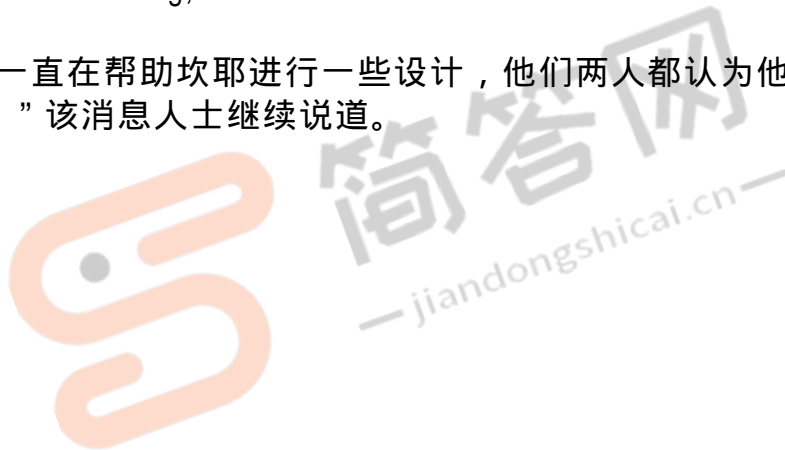 一直在帮助坎耶进行一些设计，他们两人都认为他
”该消息人士继续说道。
简答网
jiandongshicai.cn